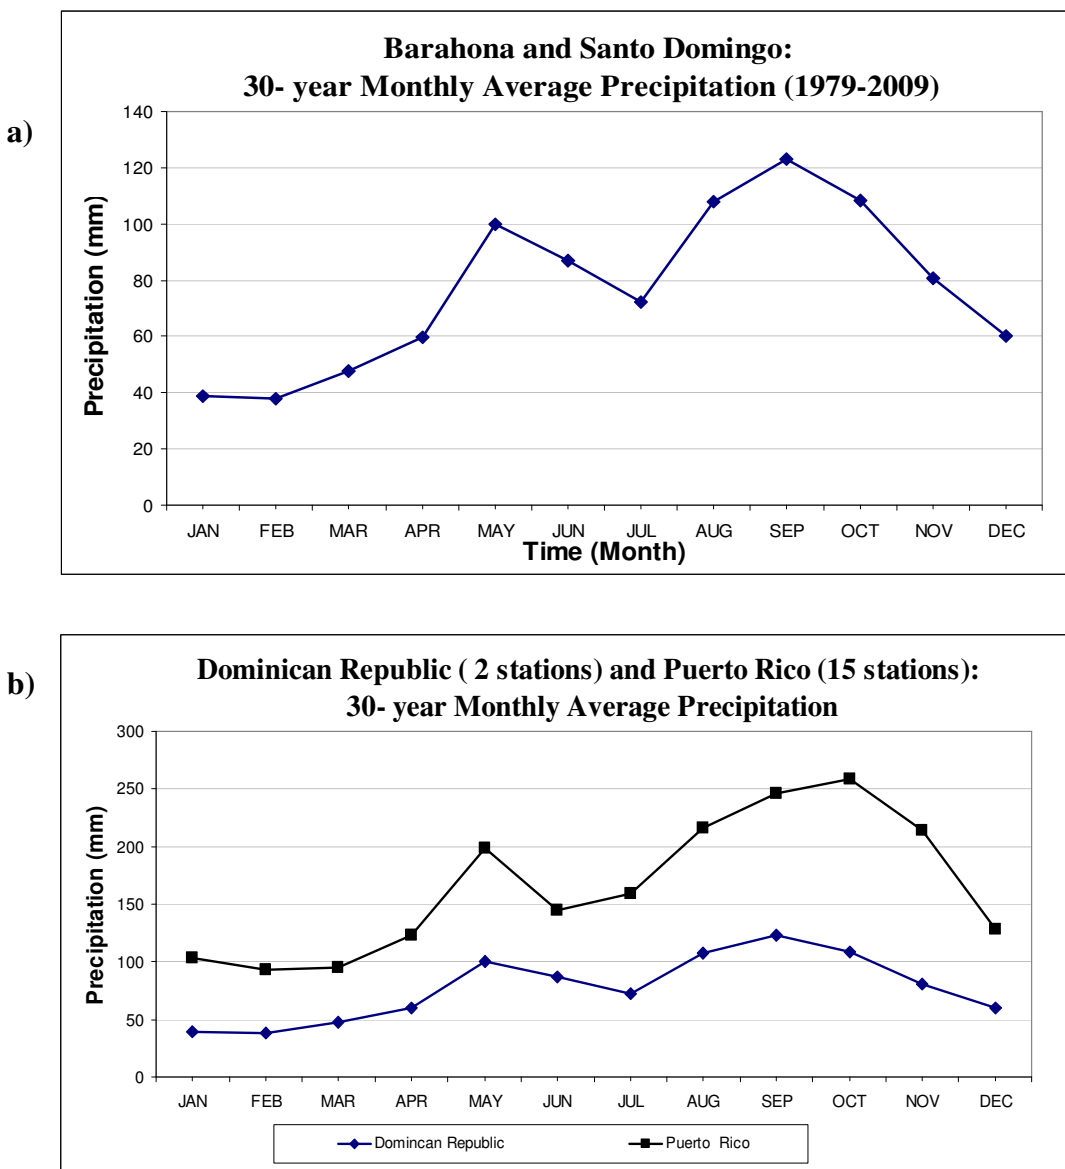 a)
Barahona and Santo Domingo:
30- year Monthly Average Precipitation (1979-2009)
Precipitation (mm)
140
120
100
80
60
40
20
0
JAN FEB MAR APR MAY JUN JUL AUG SEP OCT NOV DEC
Time (Month)
b)
Dominican Republic ( 2 stations) and Puerto Rico (15 stations):
30- year Monthly Average Precipitation
Precipitation (mm)
300
250
200
150
100
50
0
JAN FEB MAR APR MAY JUN JUL AUG SEP OCT NOV DEC
Domincan Republic Puerto Rico